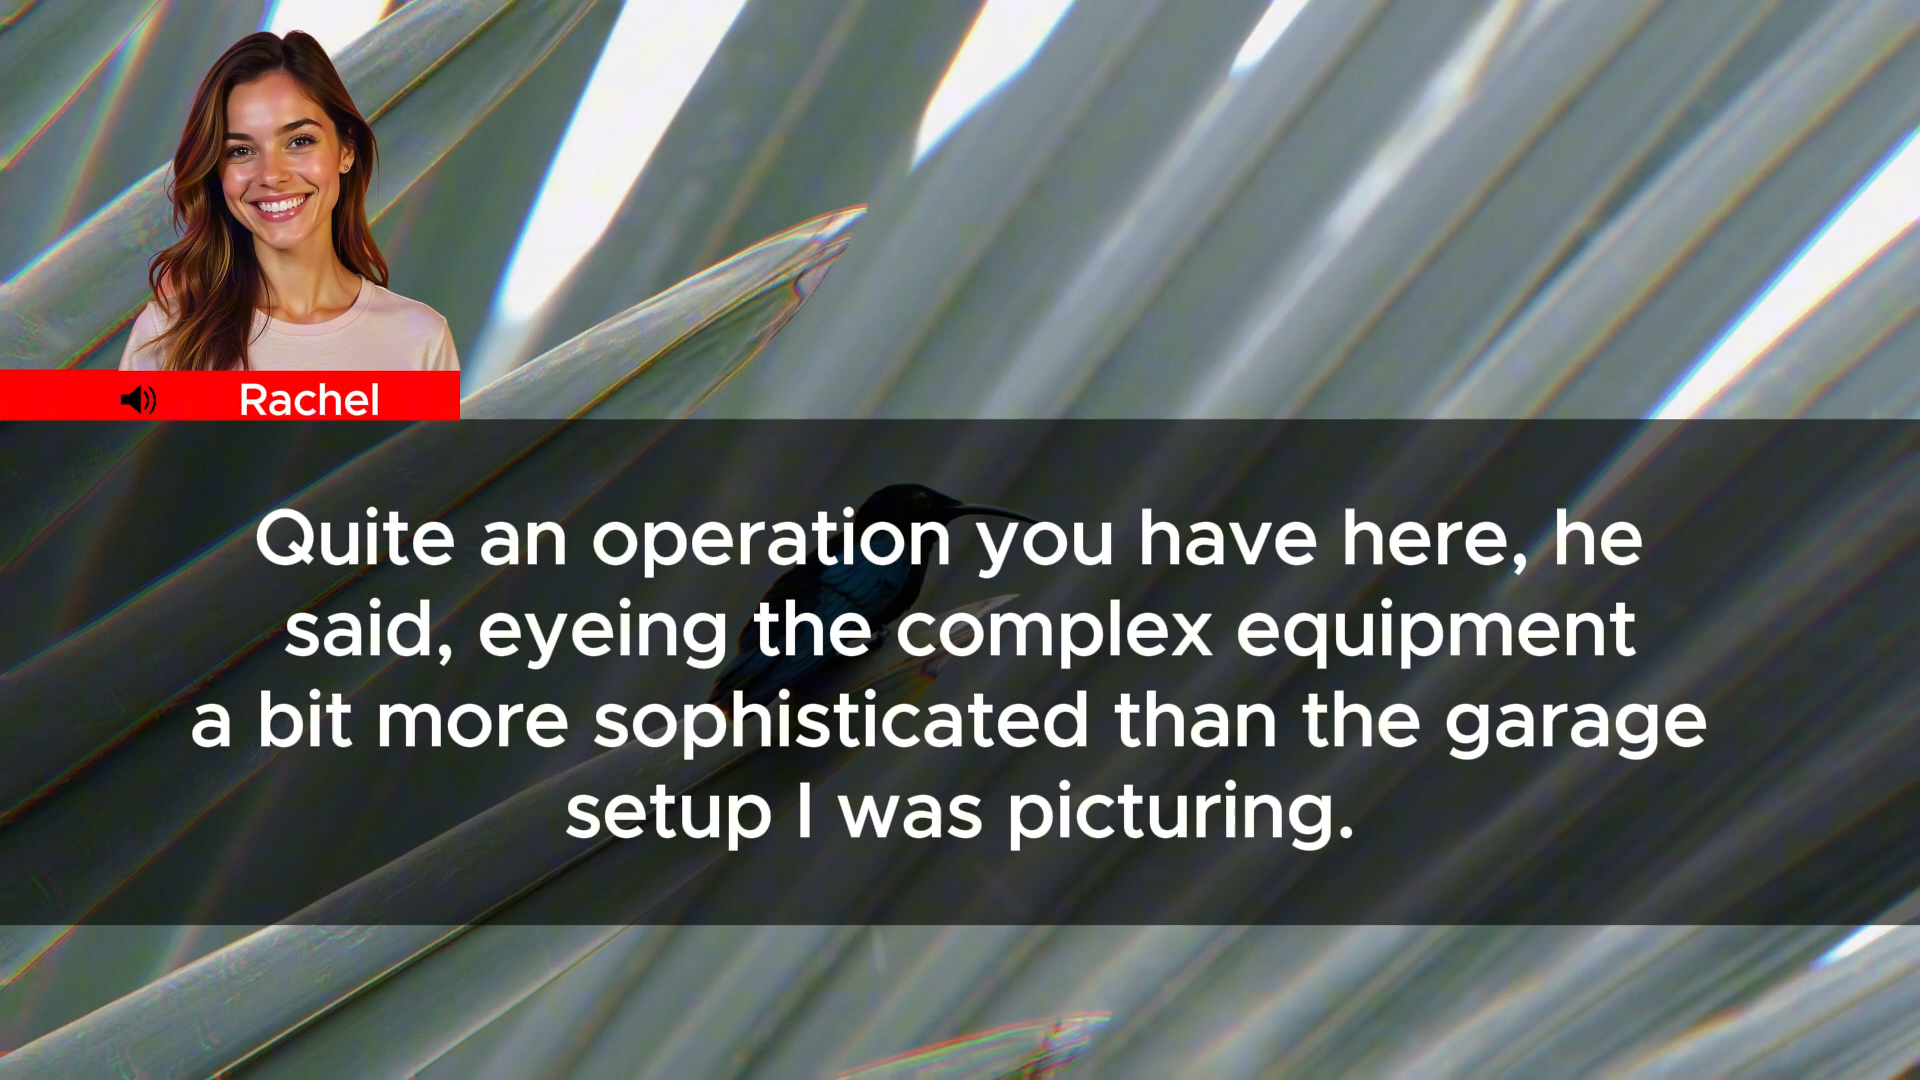 Rachel
Quite an operation you have here, he
said, eyeing the complex equipment
a bit more sophisticated than the garage
setup I was picturing.